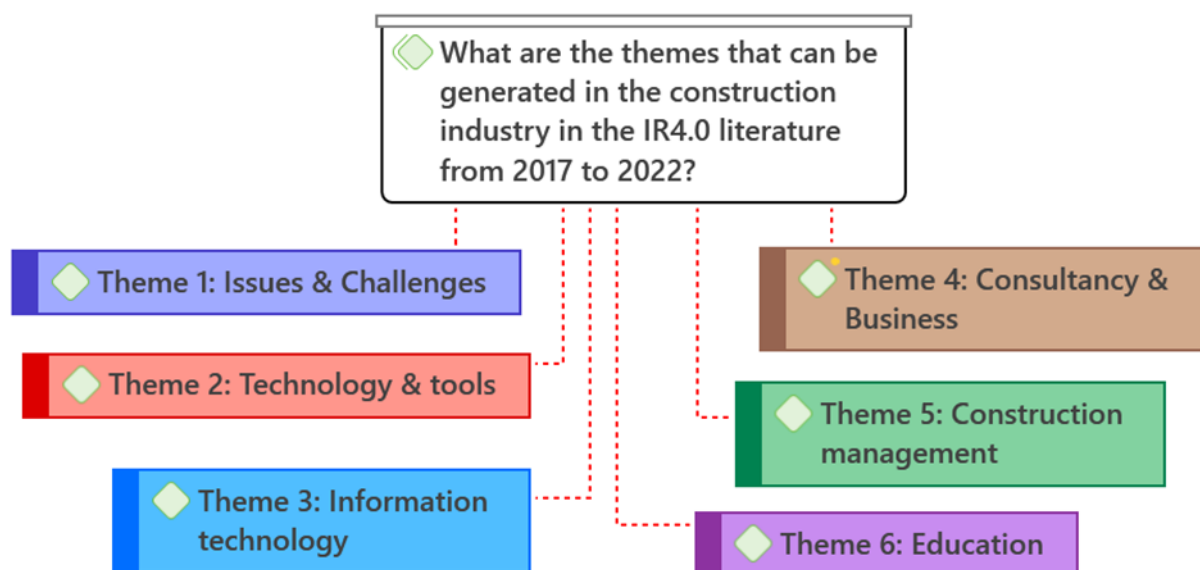 What are the themes that can be
generated in the construction
industry in the IR4.0 literature
from 2017 to 2022?
Theme 1: Issues & Challenges
Theme 2: Technology & tools
Theme 3: Information
technology
Theme 4: Consultancy &
Business
Theme 5: Construction
management
Theme 6: Education